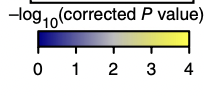 –log10(corrected P value)
0 1 2 3 4